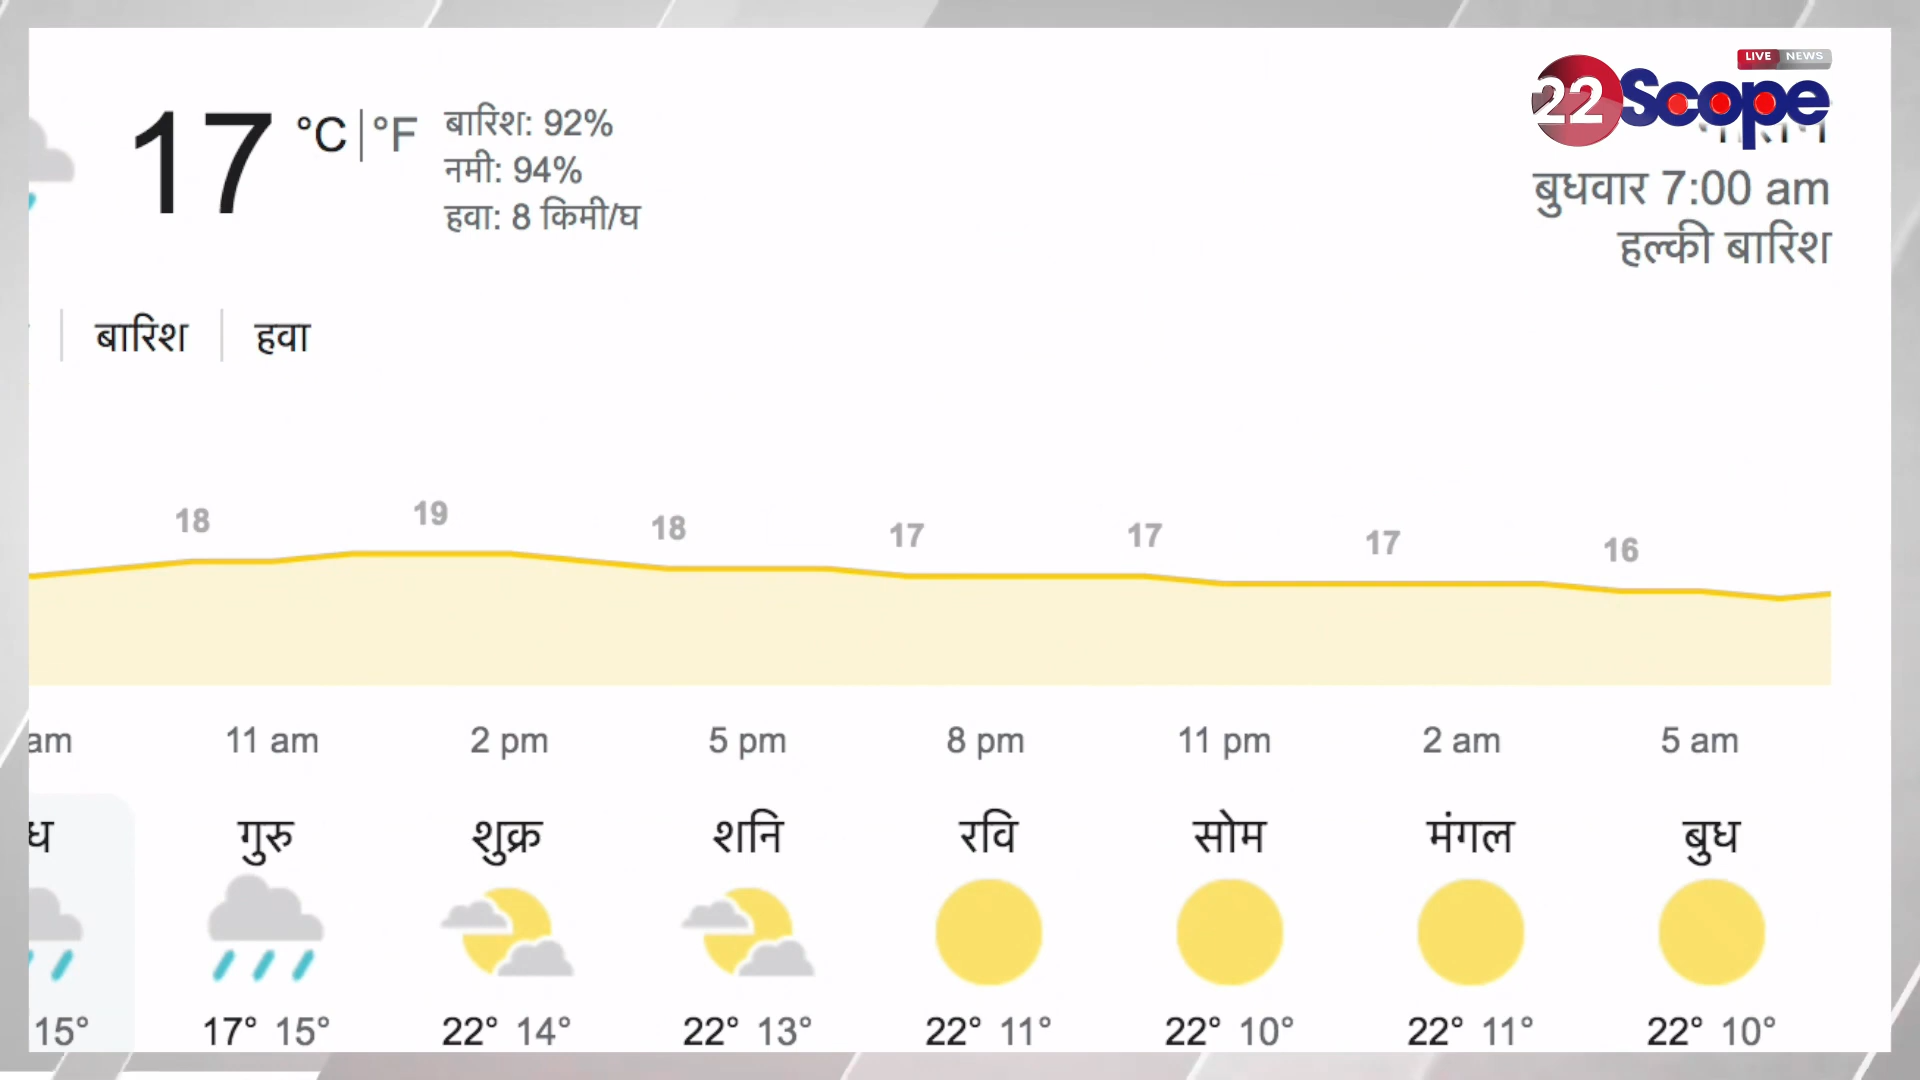 LIVE NEWS
22Scope
17 °C | °F
बारिश: 92%
नमी: 94%
हवा: 8 किमी/घ
बुधवार 7:00 am
हल्की बारिश
बारिश | हवा
18 19 18 17 17 17 16
am 11 am 2 pm 5 pm 8 pm 11 pm 2 am 5 am
गुरु शुक्र शनि रवि सोम मंगल बुध
15° 17° 15° 22° 14° 22° 13° 22° 11° 22° 10° 22° 11° 22° 10°